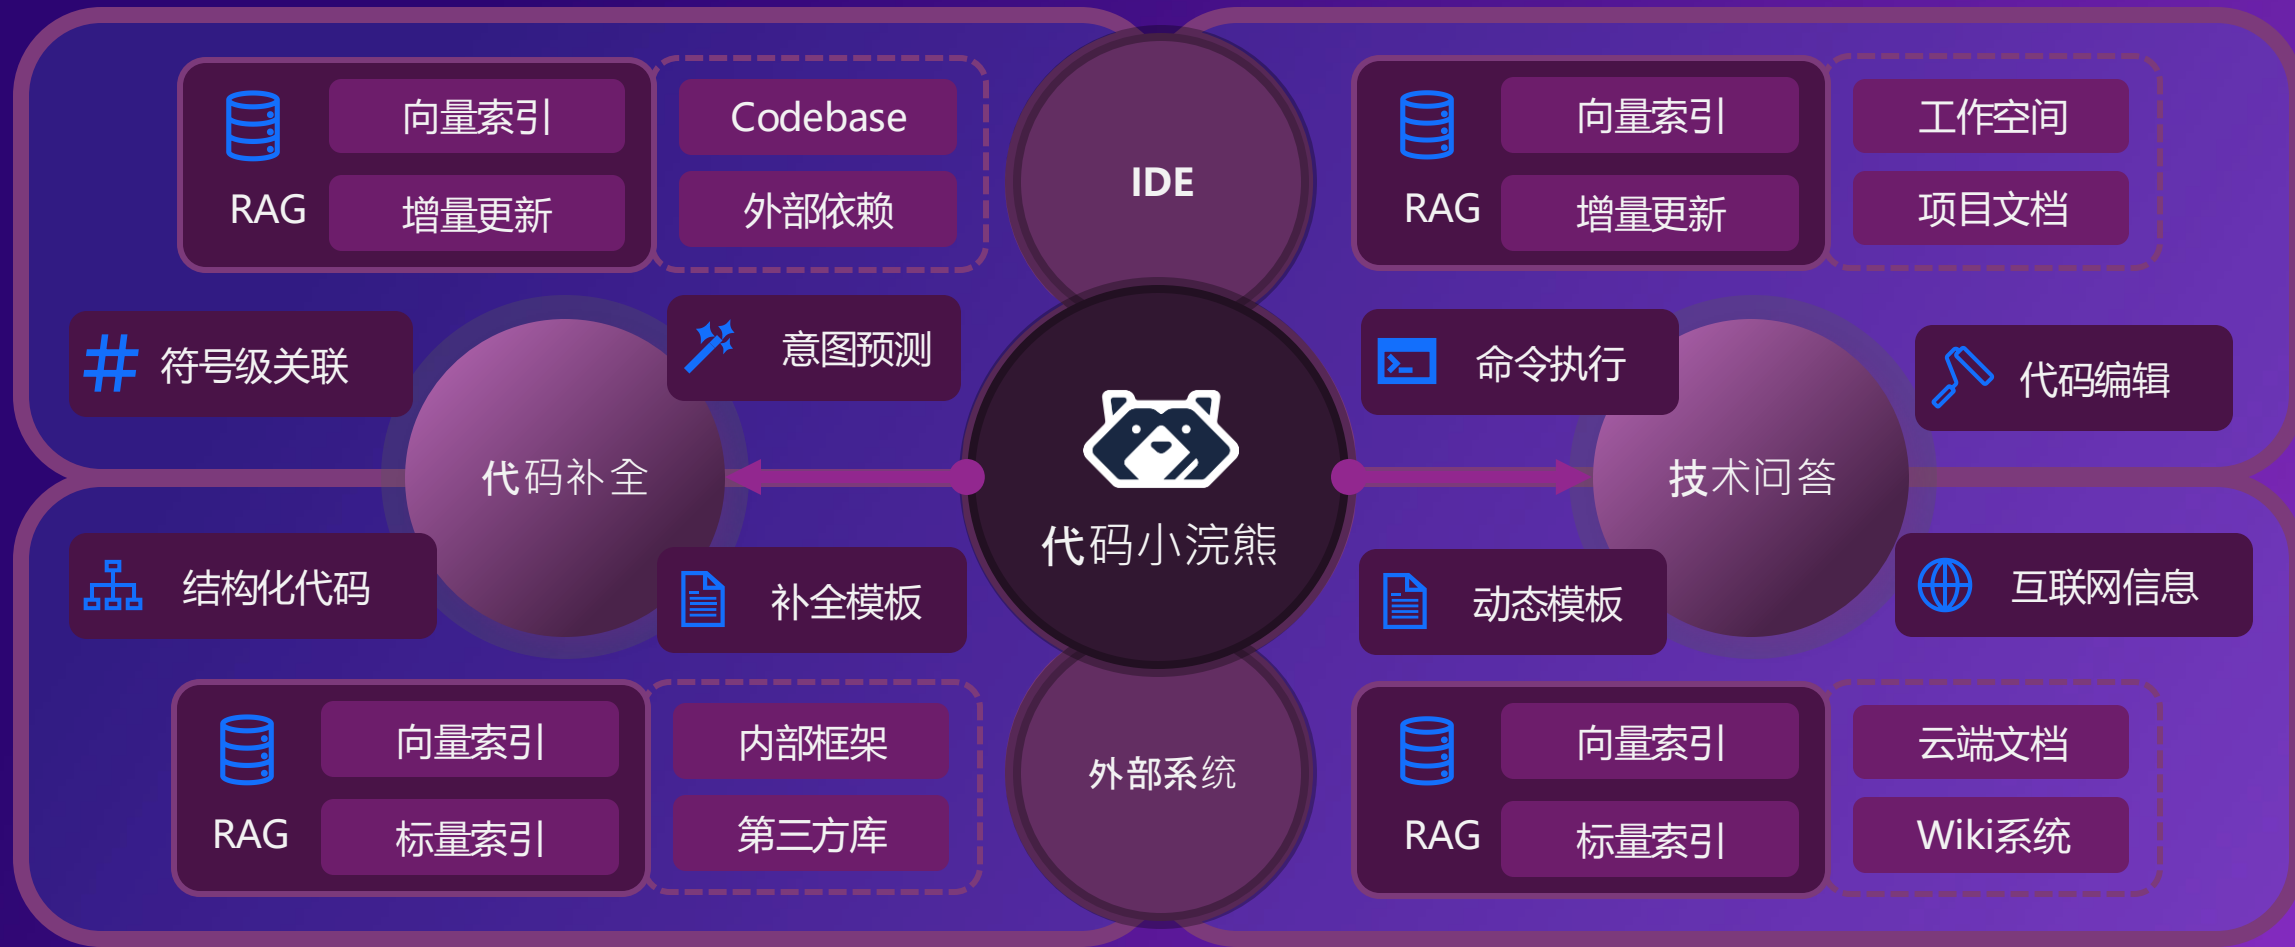 向量索引
增量更新
RAG
Codebase
外部依赖
IDE
向量索引
增量更新
RAG
工作空间
项目文档
符号级关联
意图预测
命令执行
代码编辑
代码补全
代码小浣熊
技术问答
结构化代码
补全模板
动态模板
互联网信息
向量索引
标量索引
RAG
内部框架
第三方库
外部系统
向量索引
标量索引
RAG
云端文档
Wiki系统